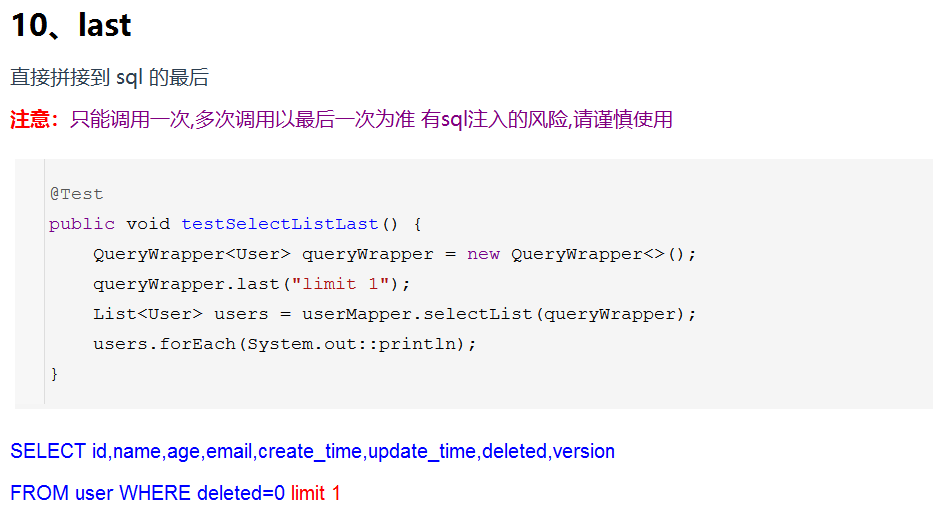 10、last
直接拼接到 sql 的最后
注意：只能调用一次,多次调用以最后一次为准 有sql注入的风险,请谨慎使用
@Test
public void testSelectListLast() {
    QueryWrapper<User> queryWrapper = new QueryWrapper<>();
    queryWrapper.last("limit 1");
    List<User> users = userMapper.selectList(queryWrapper);
    users.forEach(System.out::println);
}
SELECT id,name,age,email,create_time,update_time,deleted,version
FROM user WHERE deleted=0 limit 1